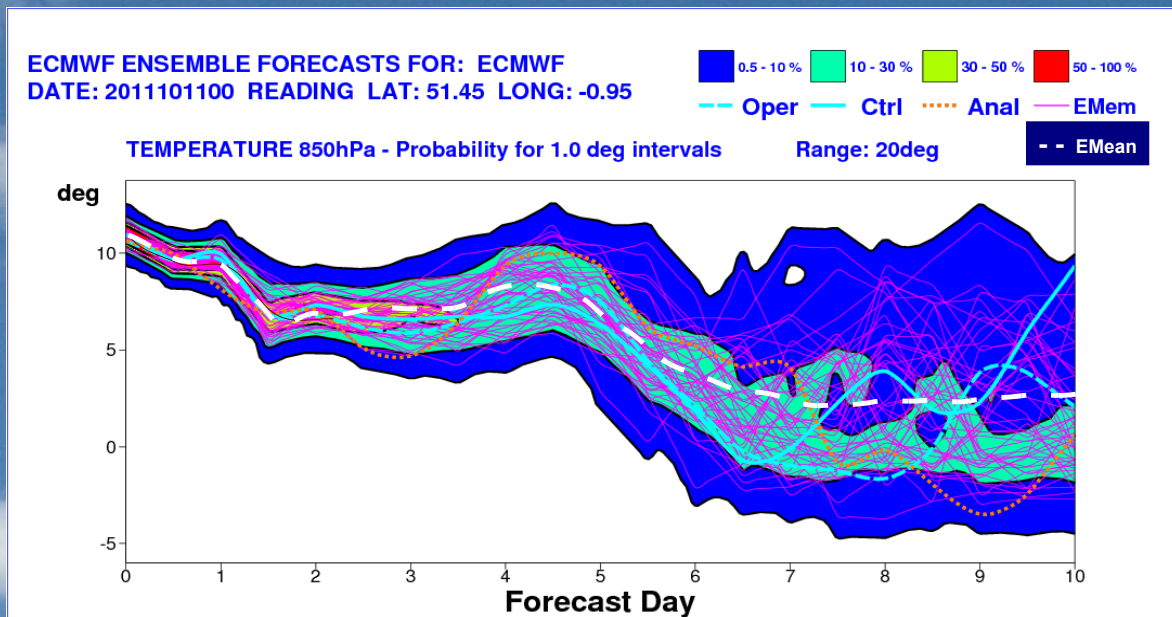 ECMWF ENSEMBLE FORECASTS FOR: ECMWF
DATE: 2011101100 READING LAT: 51.45 LONG: -0.95
0.5 - 10 % 10 - 30 % 30 - 50 % 50 - 100 %
Oper Ctrl Anal EMem
EMean
TEMPERATURE 850hPa - Probability for 1.0 deg intervals Range: 20deg
deg
10
5
0
-5
0 1 2 3 4 5 6 7 8 9 10
Forecast Day